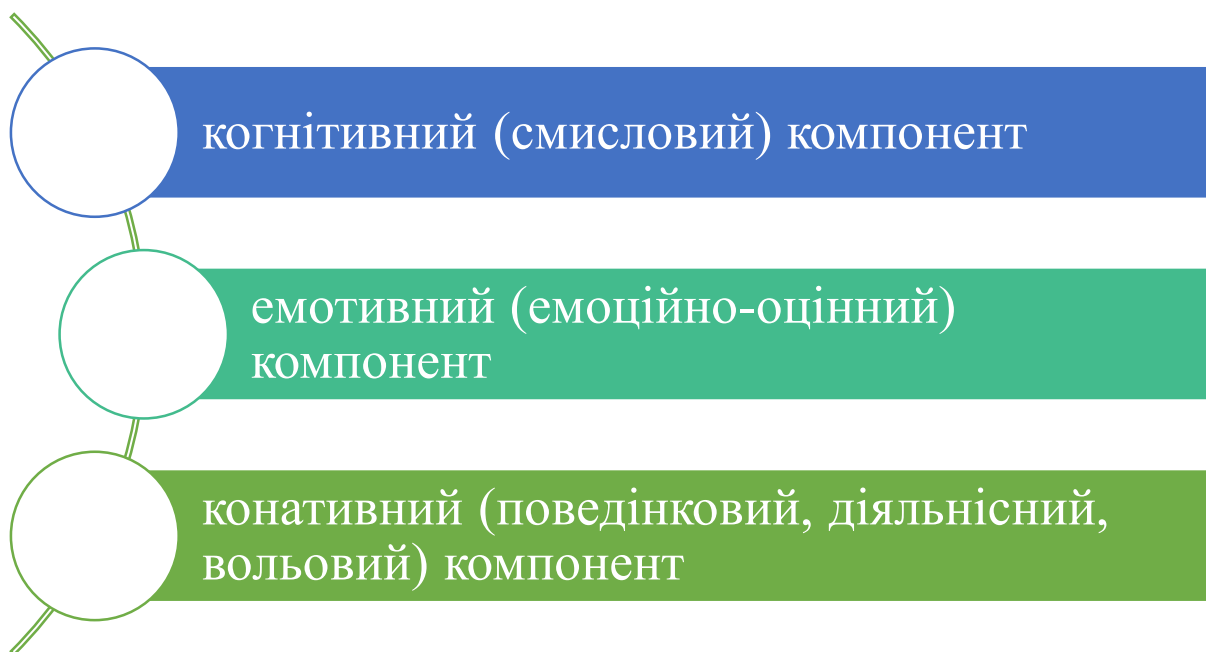 когнітивний (смисловий) компонент
емотивний (емоційно-оцінний)
компонент
конативний (поведінковий, діяльнісний,
вольовий) компонент